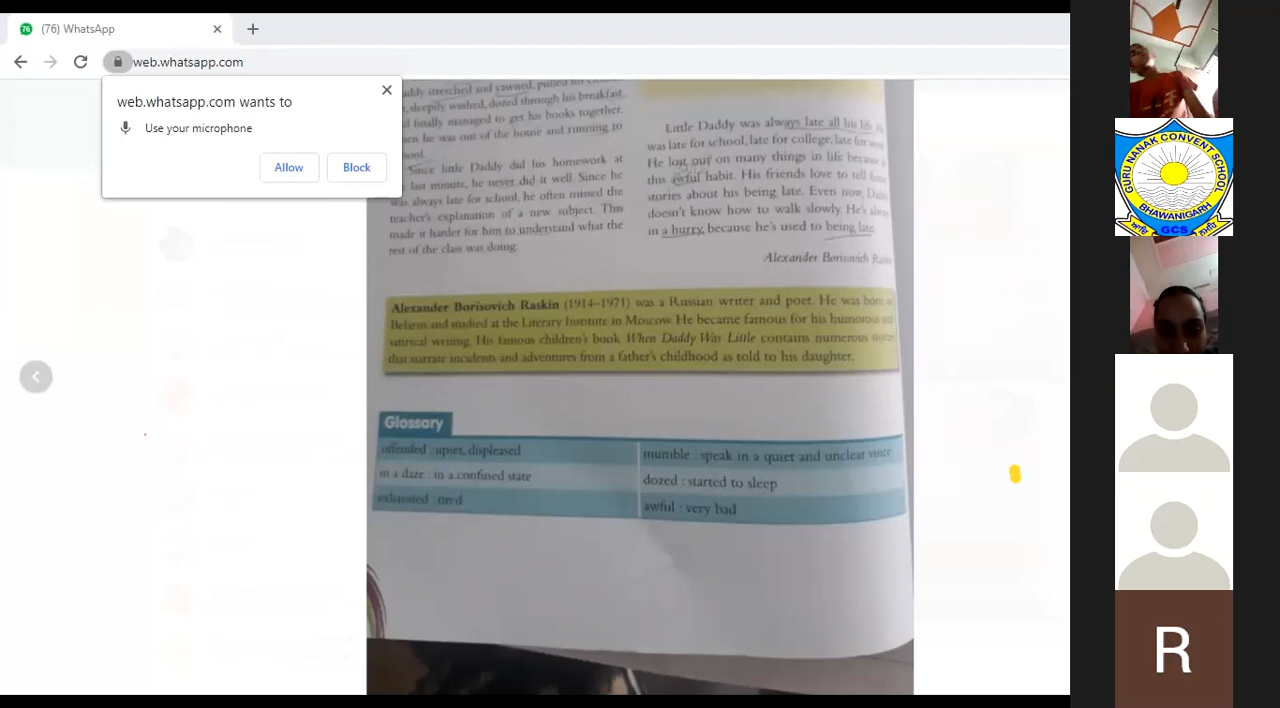 (76) WhatsApp
web.whatsapp.com
web.whatsapp.com wants to
Use your microphone
Allow Block
stretched and yawned, pulled his
deeply washed, dozed through his breakfast,
finally managed to get his books together.
he was out of the house and running to
Since little Daddy did his homework at
last minute, he never did it well. Since he
was always late for school, he often missed the
teacher's explanation of a new subject. This
made it harder for him to understand what the
rest of the class was doing.
Little Daddy was always late all his life.
was late for school, late for college, late for
He lost out on many things in life because
this awful habit. His friends love to tell
stories about his being late. Even now, Daddy
doesn't know how to walk slowly. He's always
in a hurry, because he's used to being late.
Alexander Borisovich
Alexander Borisovich Raskin (1914–1971) was a Russian writer and poet. He was born
Belarus and studied at the Literary Institute in Moscow. He became famous for his humorous and
satirical writing. His famous children's book When Daddy Was Little contains numerous stories
that narrate incidents and adventures from a father's childhood as told to his daughter.
Glossary
offended : upset, displeased
in a daze : in a confused state
exhausted : tired
mumble : speak in a quiet and unclear voice
dozed : started to sleep
awful : very bad
GURU NANAK CONVENT SCHOOL
BHAWANIGARH
GCS
R